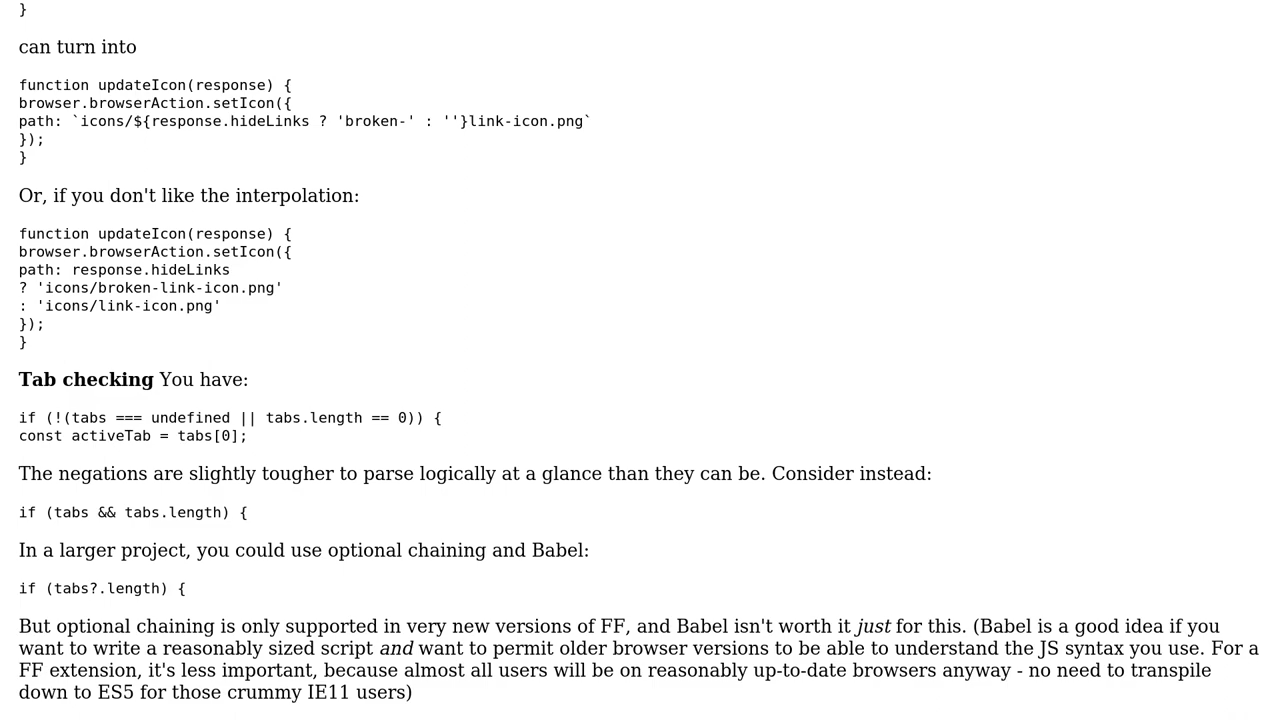 }
can turn into
function updateIcon(response) {
browser.browserAction.setIcon({
path: `icons/${response.hideLinks ? 'broken-' : ''}link-icon.png`
});
}
Or, if you don't like the interpolation:
function updateIcon(response) {
browser.browserAction.setIcon({
path: response.hideLinks
? 'icons/broken-link-icon.png'
: 'icons/link-icon.png'
});
}
Tab checking You have:
if (!(tabs === undefined || tabs.length == 0)) {
const activeTab = tabs[0];
The negations are slightly tougher to parse logically at a glance than they can be. Consider instead:
if (tabs && tabs.length) {
In a larger project, you could use optional chaining and Babel:
if (tabs?.length) {
But optional chaining is only supported in very new versions of FF, and Babel isn't worth it just for this. (Babel is a good idea if you
want to write a reasonably sized script and want to permit older browser versions to be able to understand the JS syntax you use. For a
FF extension, it's less important, because almost all users will be on reasonably up-to-date browsers anyway - no need to transpile
down to ES5 for those crummy IE11 users)